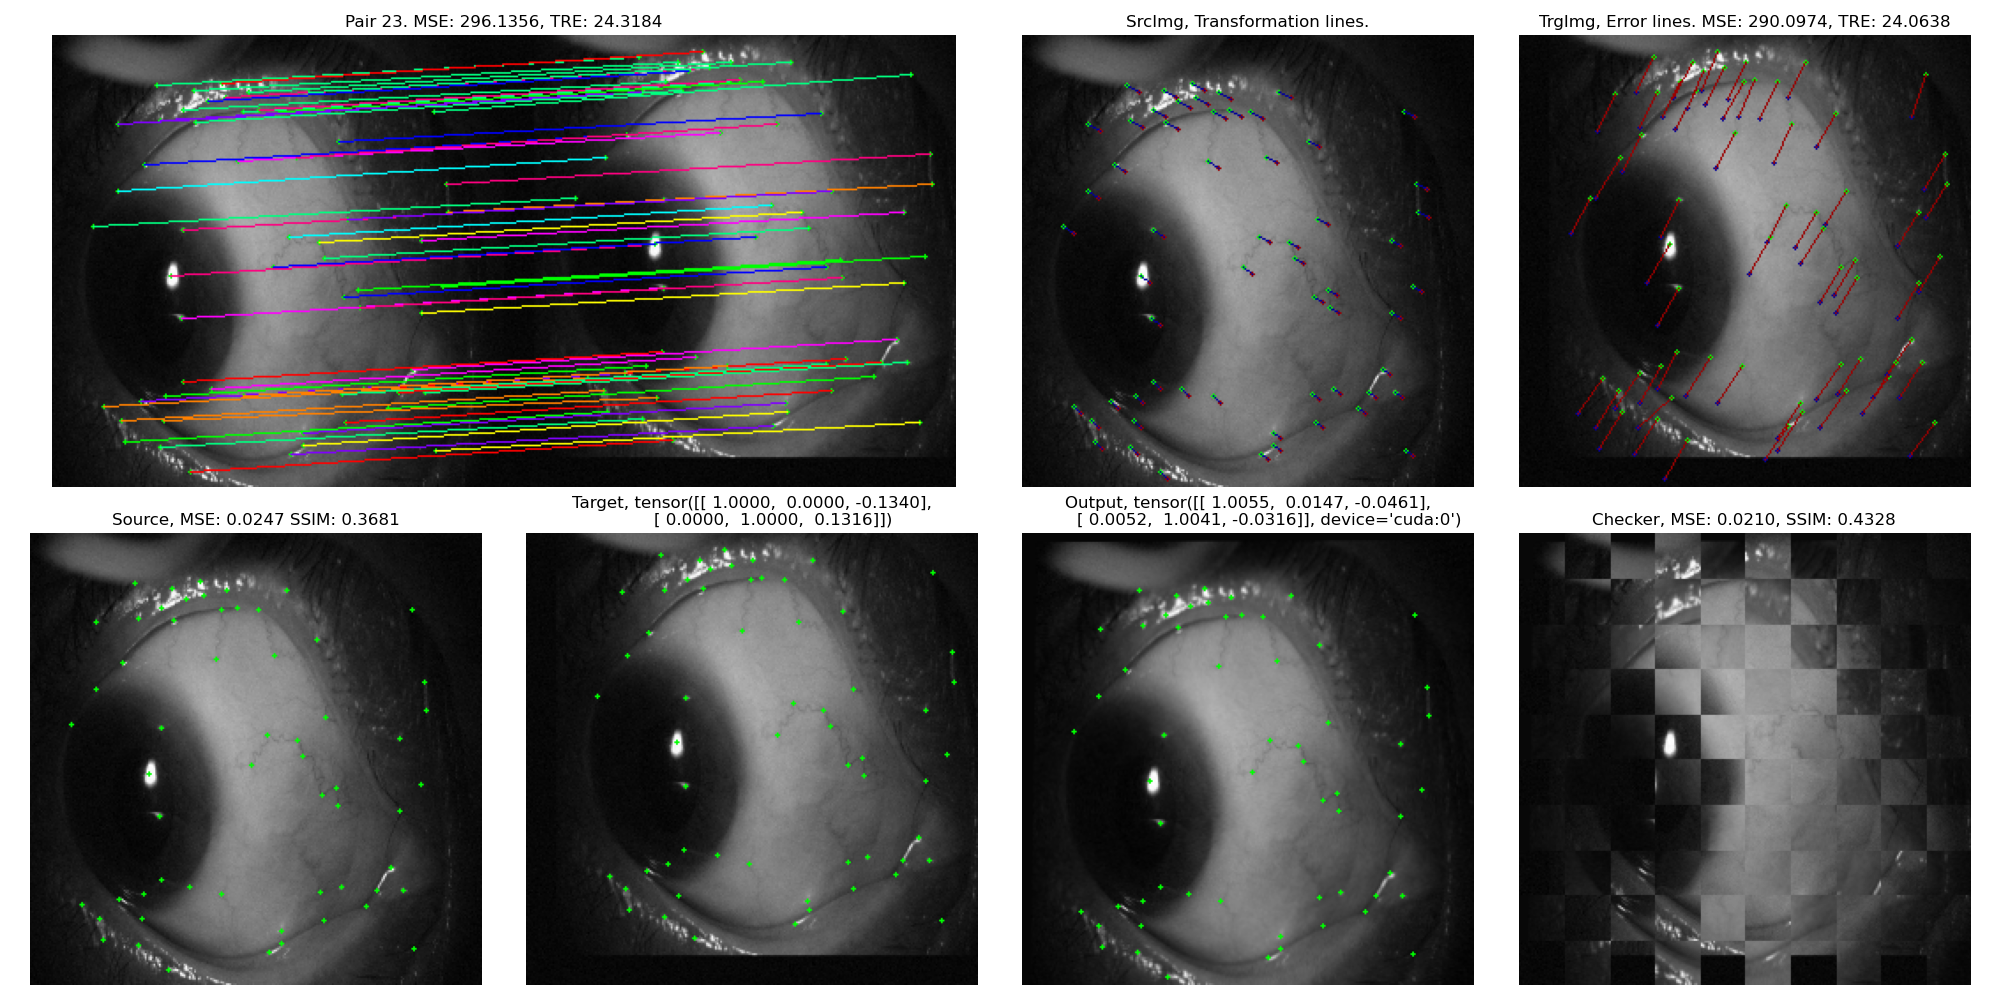 Pair 23. MSE: 296.1356, TRE: 24.3184
SrcImg, Transformation lines.
TrgImg, Error lines. MSE: 290.0974, TRE: 24.0638
Source, MSE: 0.0247 SSIM: 0.3681
Target, tensor([[ 1.0000, 0.0000, -0.1340],
[ 0.0000, 1.0000, 0.1316]])
Output, tensor([[ 1.0055, 0.0147, -0.0461],
[ 0.0052, 1.0041, -0.0316]], device='cuda:0')
Checker, MSE: 0.0210, SSIM: 0.4328